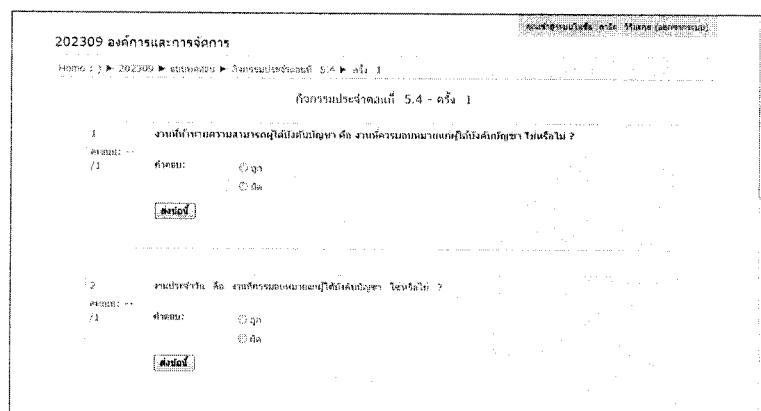 202309 องค์การและการจัดการ
Home : ) ► 202309 ► แบบทดสอบ ► กิจกรรมประจำตอนที่ 5.4 ► ครั้ง 1
กิจกรรมประจำตอนที่ 5.4 - ครั้ง 1
1
งานที่ท้าทายความสามารถผู้ใต้บังคับบัญชา คือ งานที่ควรมอบหมายแก่ผู้ใต้บังคับบัญชา ใช่หรือไม่ ?
คะแนน: --
/1
คำตอบ:
ถูก
ผิด
ส่งข้อนี้
2
งานประจำวัน คือ งานที่ควรมอบหมายแก่ผู้ใต้บังคับบัญชา ใช่หรือไม่ ?
คะแนน: --
/1
คำตอบ:
ถูก
ผิด
ส่งข้อนี้